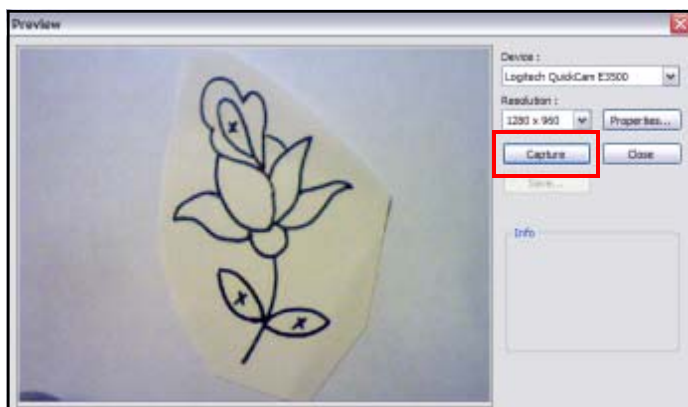 Preview
Device :
Logitech QuickCam E3500
Resolution :
1280 x 960
Properties...
Capture
Close
Save...
Info
x
x
x